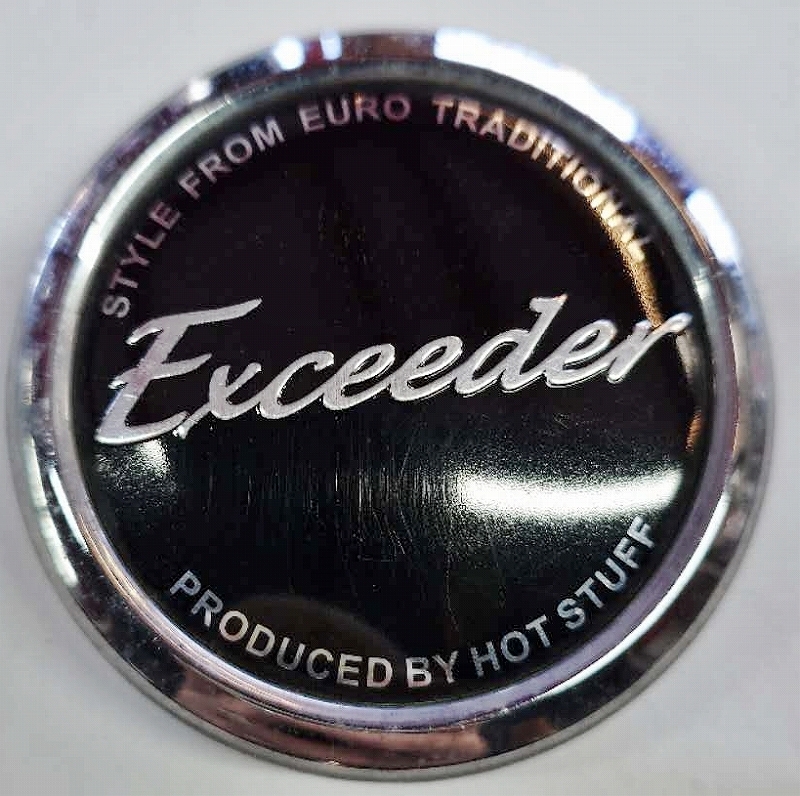 STYLE FROM EURO TRADITIONAL
Exceeder
PRODUCED BY HOT STUFF